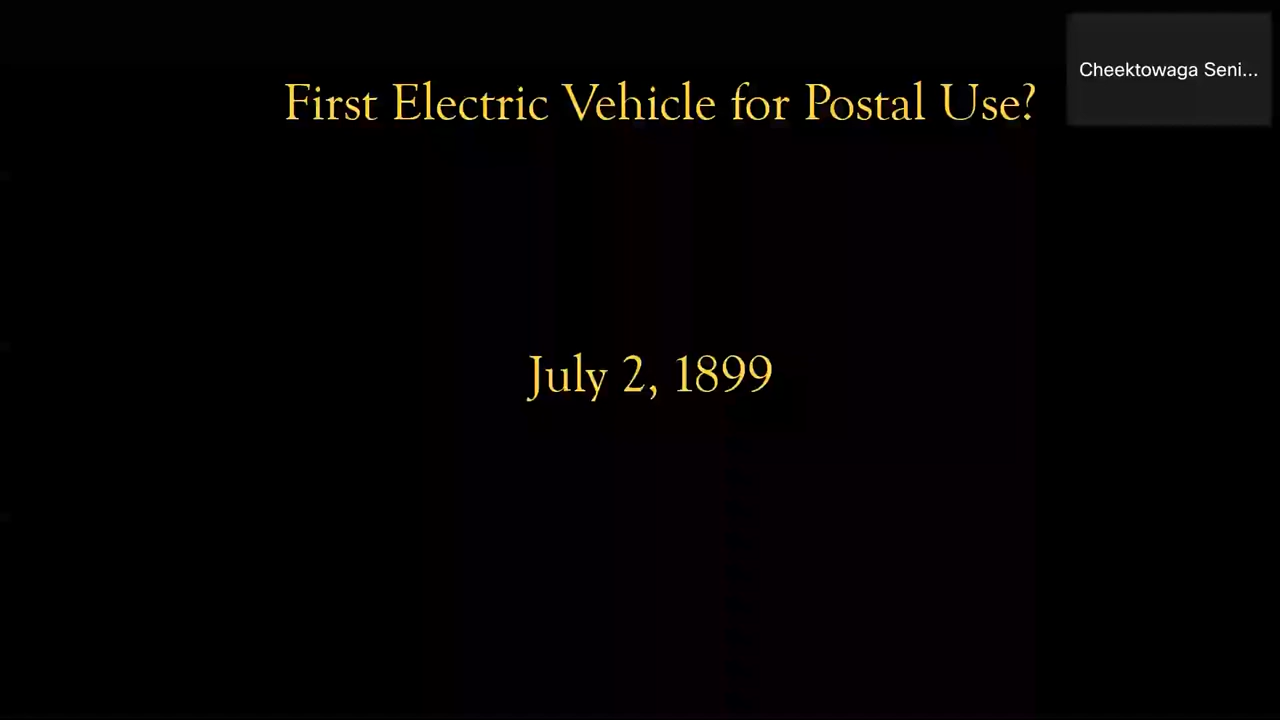 Cheektowaga Seni...
First Electric Vehicle for Postal Use?
July 2, 1899